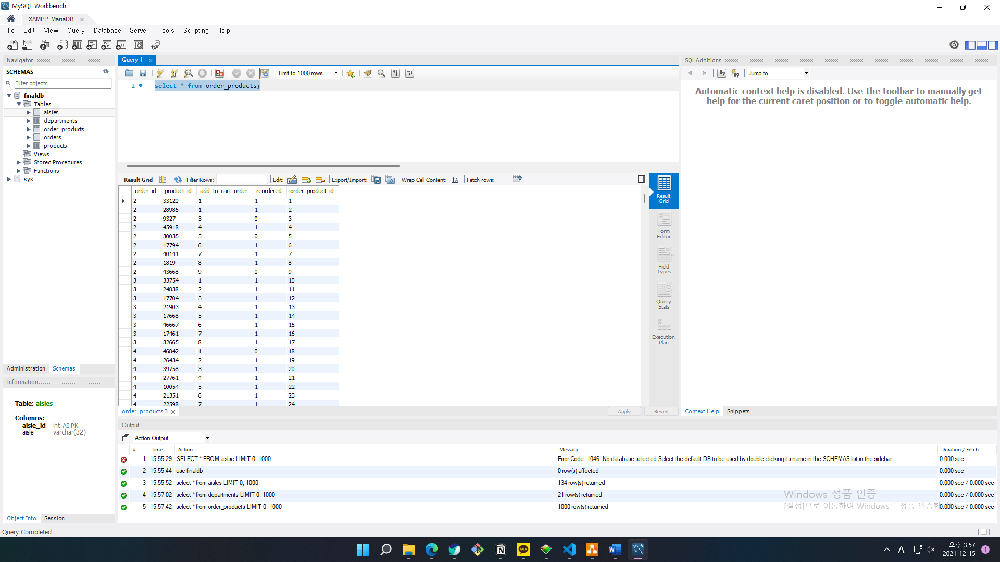 MySQL Workbench
XAMPP_MariaDB
File Edit View Query Database Server Tools Scripting Help
Navigator
SCHEMAS
Filter objects
finaldb
Tables
aisles
departments
order_products
orders
products
Views
Stored Procedures
Functions
sys
Administration Schemas
Information
Table: aisles
Columns:
aisle_id int AI PK
aisle varchar(32)
Object Info Session
Query Completed
Query 1
Limit to 1000 rows
1 select * from order_products;
Result Grid Filter Rows: Edit: Export/Import: Wrap Cell Content: Fetch rows:
order_id product_id add_to_cart_order reordered order_product_id
2 33120 1 1 1
2 28985 1 1 2
2 9327 3 0 3
2 45918 4 1 4
2 30035 5 0 5
2 17794 6 1 6
2 40141 7 1 7
2 1819 8 1 8
2 43668 9 0 9
3 33754 1 1 10
3 24838 2 1 11
3 17704 3 1 12
3 21903 4 1 13
3 17668 5 1 14
3 46667 6 1 15
3 17461 7 1 16
3 32665 8 1 17
4 46842 1 0 18
4 26434 2 1 19
4 39758 3 1 20
4 27761 4 1 21
4 10054 5 1 22
4 21351 6 1 23
4 22598 7 1 24
Result Grid
Form Editor
Field Types
Query Stats
Execution Plan
order_products 3
Apply Revert
SQLAdditions
Jump to
Automatic context help is disabled. Use the toolbar to manually get
help for the current caret position or to toggle automatic help.
Context Help Snippets
Output
Action Output
# Time Action Message Duration / Fetch
1 15:55:29 SELECT * FROM aislse LIMIT 0, 1000 Error Code: 1046. No database selected Select the default DB to be used by double-clicking its name in the SCHEMAS list in the sidebar. 0.000 sec
2 15:55:44 use finaldb 0 row(s) affected 0.000 sec
3 15:55:52 select * from aisles LIMIT 0, 1000 134 row(s) returned 0.000 sec / 0.000 sec
4 15:57:02 select * from departments LIMIT 0, 1000 21 row(s) returned 0.000 sec / 0.000 sec
5 15:57:42 select * from order_products LIMIT 0, 1000 1000 row(s) returned 0.000 sec / 0.000 sec
Windows 정품 인증
[설정]으로 이동하여 Windows를 정품
TALK
A
오후 3:57
2021-12-15
1